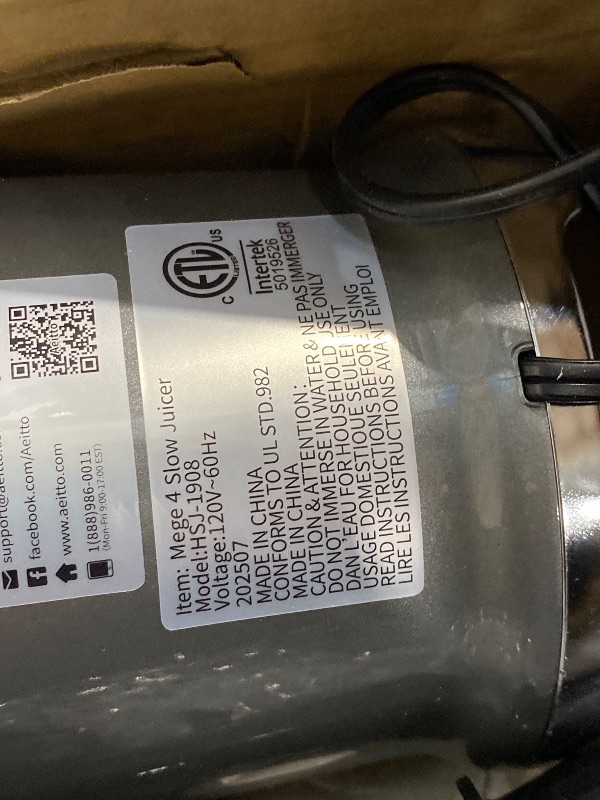 support@aeitto.
facebook.com/Aeitto
www.aeitto.com
1(888)986-0011
(Mon-Fri 9:00-17:00 EST)
Aeitto
Item: Mege 4 Slow Juicer
Model:HSJ-1908
Voltage:120V~60Hz
202507
MADE IN CHINA
CONFORMS TO UL STD.982
MADE IN CHINA
CAUTION & ATTENTION:
DO NOT IMMERSE IN WATER & NE PAS IMMERGER
DANL'EAU FOR HOUSEHOLD USE ONLY
USAGE DOMESTIQUE SEULEMENT
READ INSTRUCTIONS BEFORE USING
LIRE LES INSTRUCTIONS AVANT EMPLOI
C ETL US
LISTED
Intertek
5019526